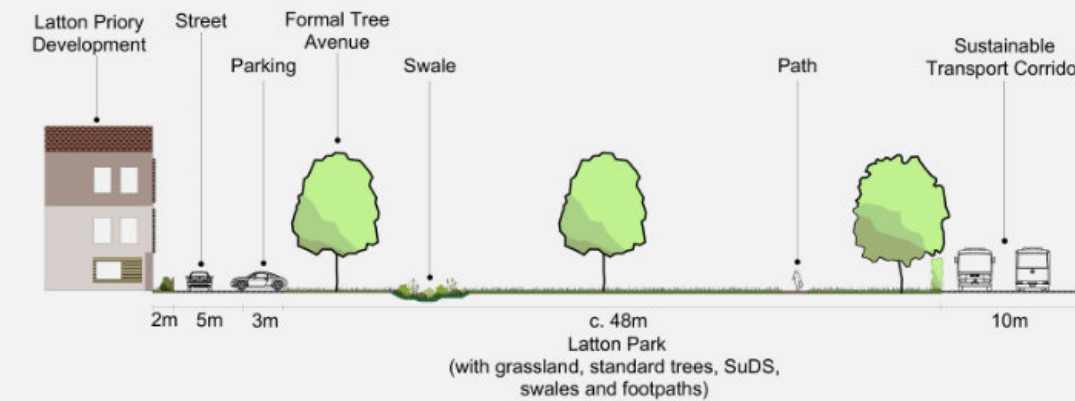 Latton Priory
Development
Street
Parking
Formal Tree
Avenue
Swale
Path
Sustainable
Transport Corrido
2m
5m
3m
c. 48m
10m
Latton Park
(with grassland, standard trees, SuDS,
swales and footpaths)